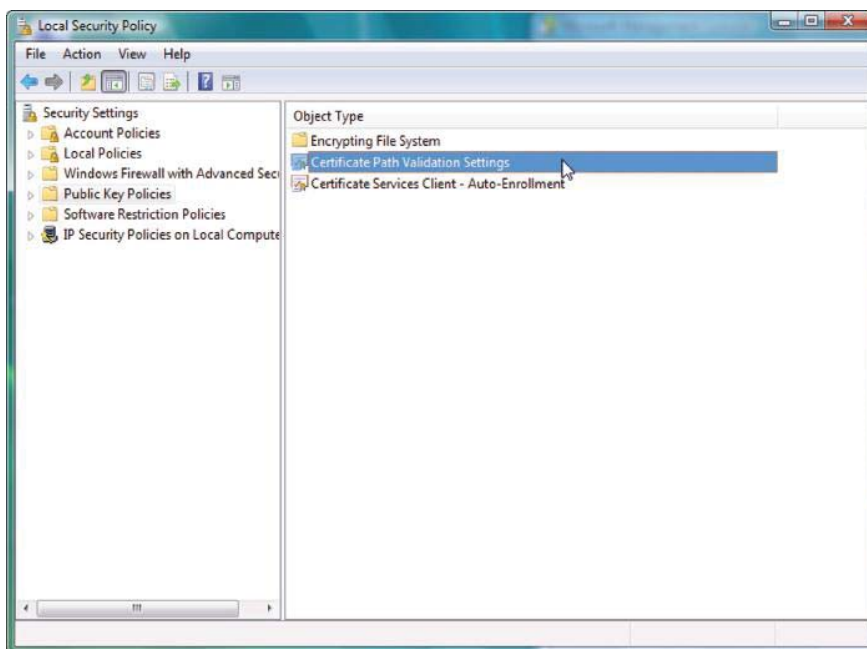 Local Security Policy
File Action View Help
Security Settings
Account Policies
Local Policies
Windows Firewall with Advanced Secu
Public Key Policies
Software Restriction Policies
IP Security Policies on Local Compute
Object Type
Encrypting File System
Certificate Path Validation Settings
Certificate Services Client - Auto-Enrollment